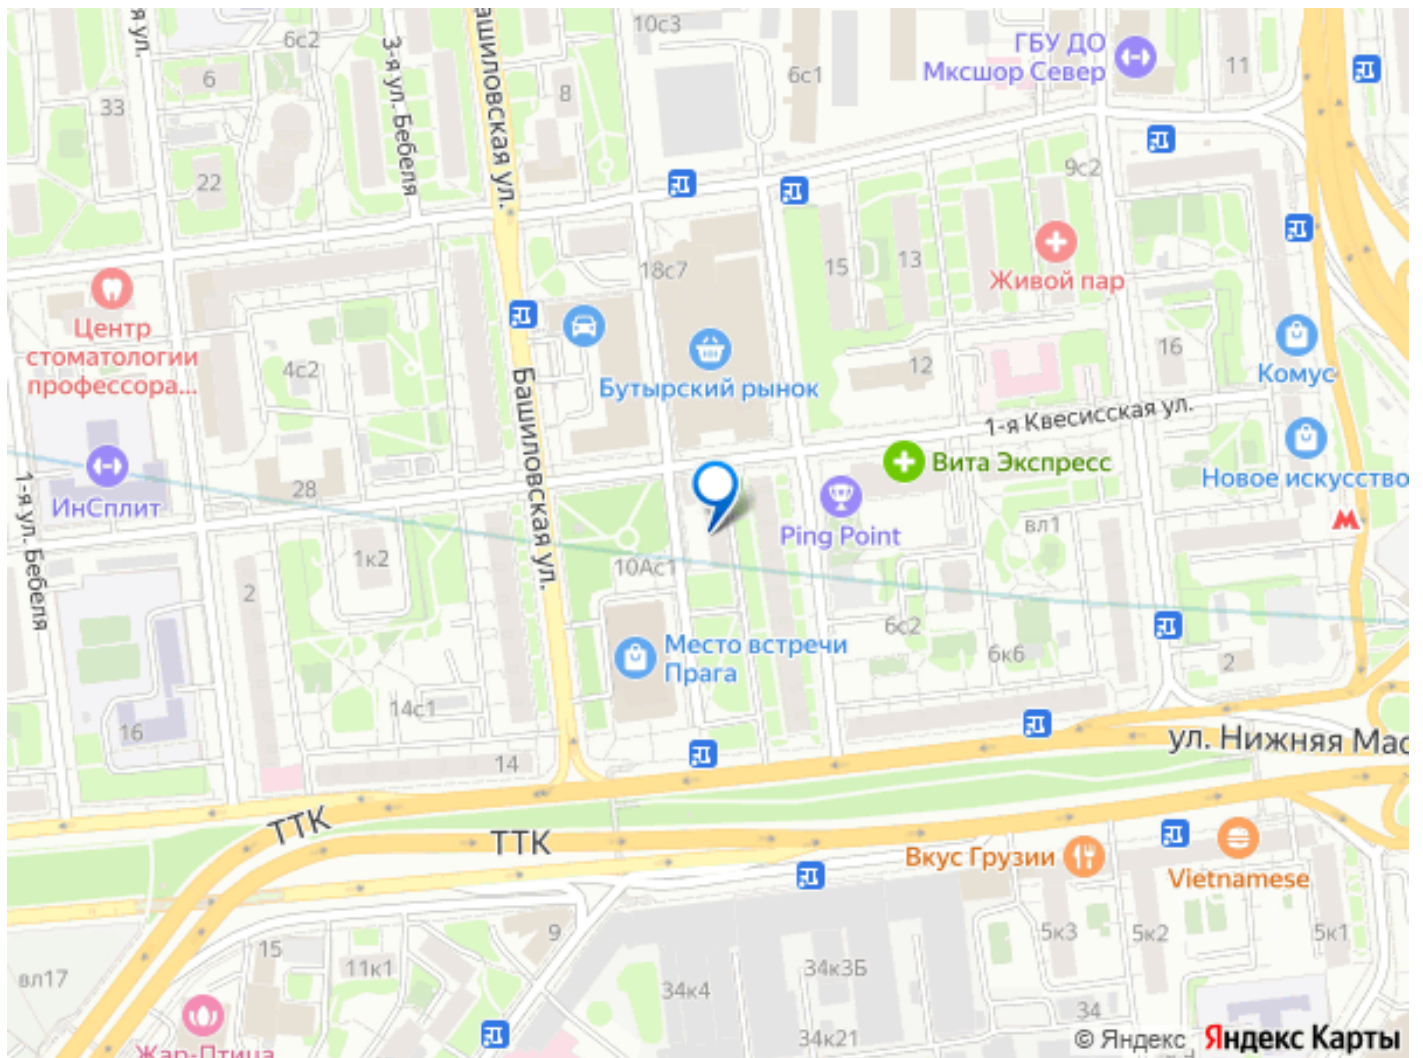 я ул.
6с2
3-я ул. Бебеля
Башиловская ул.
10с3
6с1
ГБУ ДО
Мксшор Север
11
6
8
33
22
9с2
18с7
15
13
Живой пар
Центр
стоматологии
профессора...
4с2
Бутырский рынок
12
16
Комус
Башиловская ул.
1-я Квесисская ул.
Вита Экспресс
Новое искусство
ИнСплит
28
1-я ул. Бебеля
Ping Point
вл1
1к2
2
10Ас1
6с2
6к6
2
Место встречи
Прага
14с1
16
14
ул. Нижняя Мас
ТТК
ТТК
Вкус Грузии
Vietnamese
15
9
11к1
5к3
5к2
5к1
вл17
34к3Б
34к4
34
34к21
Жар-Птица
© Яндекс Яндекс Карты